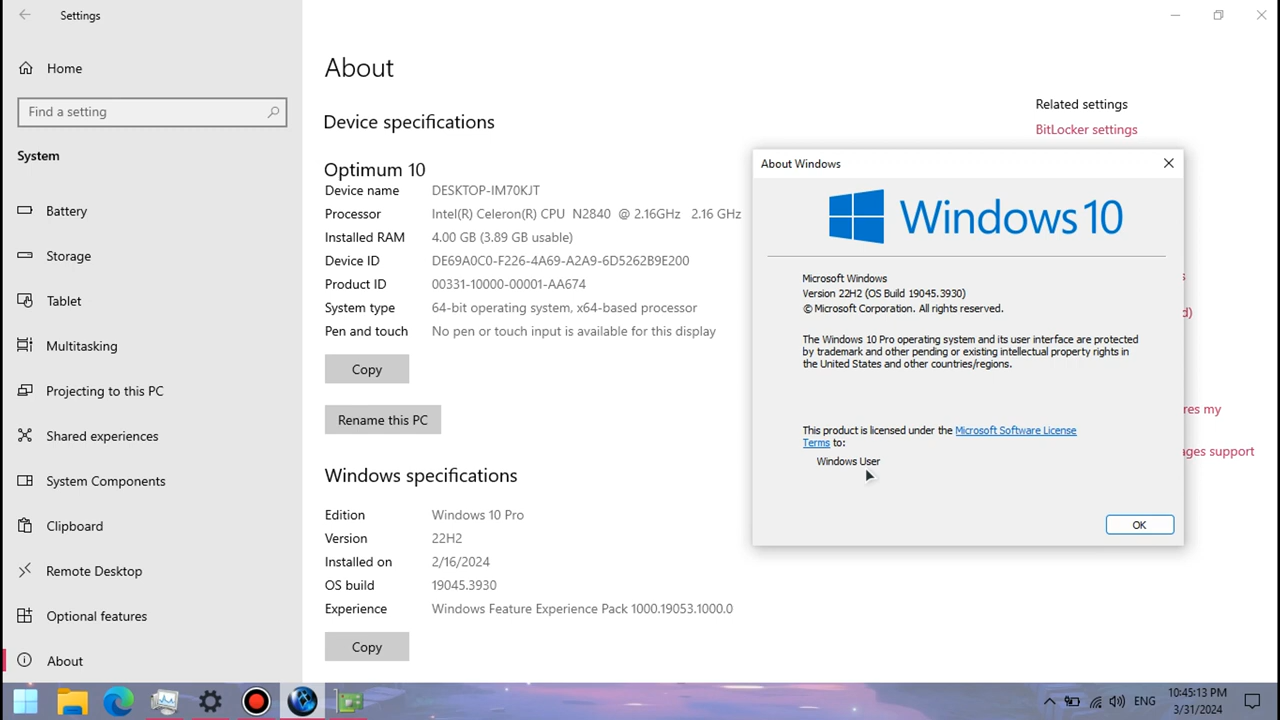 Settings
Home
Find a setting
System
Battery
Storage
Tablet
Multitasking
Projecting to this PC
Shared experiences
System Components
Clipboard
Remote Desktop
Optional features
About
About
Device specifications
Optimum 10
Device name DESKTOP-IM70KJT
Processor Intel(R) Celeron(R) CPU N2840 @ 2.16GHz 2.16 GHz
Installed RAM 4.00 GB (3.89 GB usable)
Device ID DE69A0C0-F226-4A69-A2A9-6D5262B9E200
Product ID 00331-10000-00001-AA674
System type 64-bit operating system, x64-based processor
Pen and touch No pen or touch input is available for this display
Copy
Rename this PC
Windows specifications
Edition Windows 10 Pro
Version 22H2
Installed on 2/16/2024
OS build 19045.3930
Experience Windows Feature Experience Pack 1000.19053.1000.0
Copy
Related settings
BitLocker settings
About Windows
Windows 10
Microsoft Windows
Version 22H2 (OS Build 19045.3930)
© Microsoft Corporation. All rights reserved.
The Windows 10 Pro operating system and its user interface are protected
by trademark and other pending or existing intellectual property rights in
the United States and other countries/regions.
This product is licensed under the Microsoft Software License
Terms to:
Windows User
OK
my
support
ENG
10:45:13 PM
3/31/2024